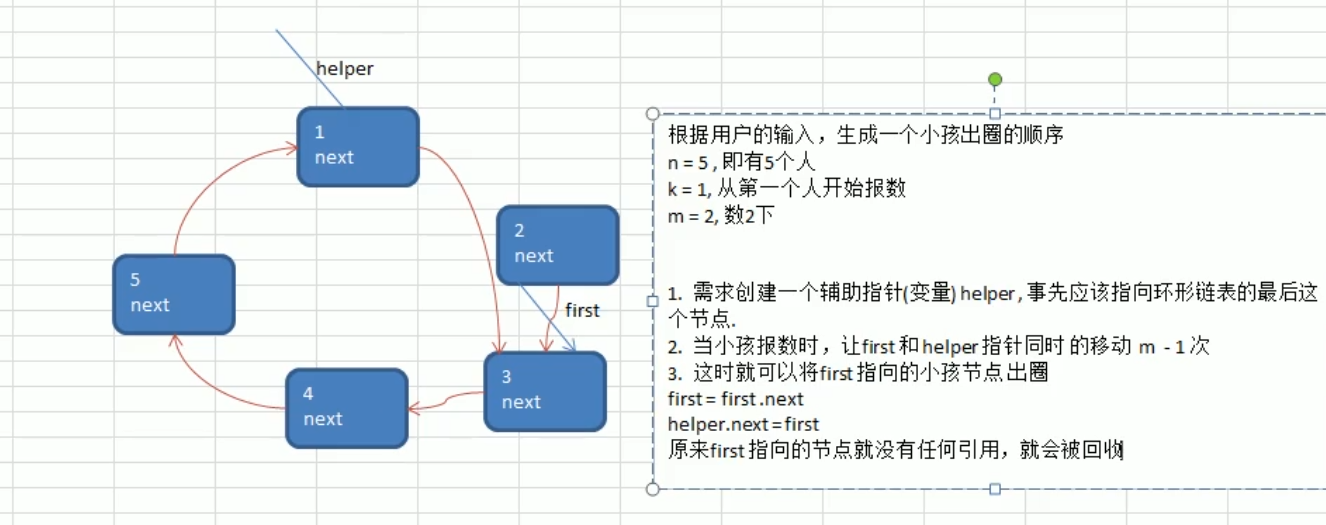 helper
1
next
2
next
first
5
next
3
next
4
next
根据用户的输入，生成一个小孩出圈的顺序
n = 5 , 即有5个人
k = 1, 从第一个人开始报数
m = 2, 数2下
1. 需求创建一个辅助指针(变量) helper , 事先应该指向环形链表的最后这
个节点.
2. 当小孩报数时，让first 和 helper 指针同时 的移动 m - 1 次
3. 这时就可以将first 指向的小孩节点 出圈
first = first .next
helper.next = first
原来first 指向的节点就没有任何引用，就会被回收